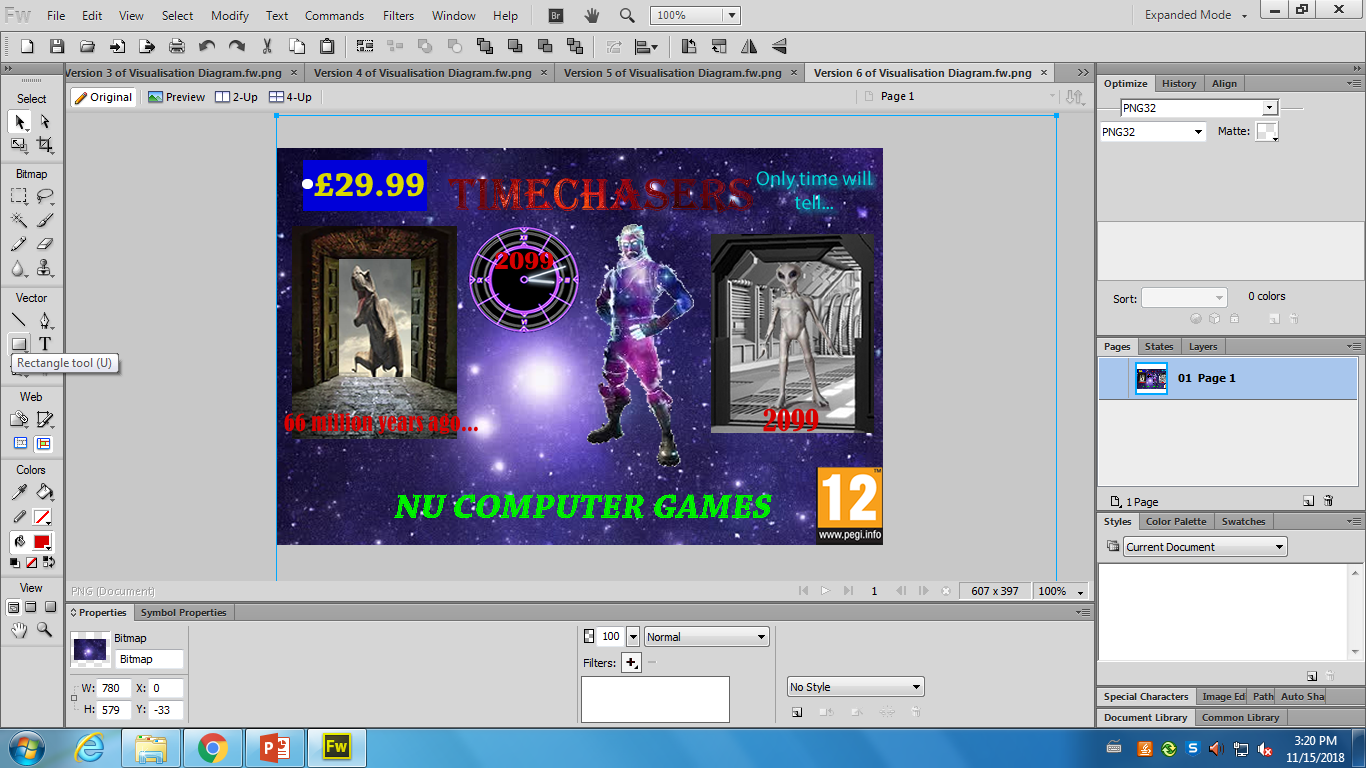 Fw File Edit View Select Modify Text Commands Filters Window Help Br 100% Expanded Mode
Version 3 of Visualisation Diagram.fw.png × Version 4 of Visualisation Diagram.fw.png × Version 5 of Visualisation Diagram.fw.png × Version 6 of Visualisation Diagram.fw.png ×
Original Preview 2-Up 4-Up Page 1
Select
Bitmap
Vector
T
Rectangle tool (U)
Web
Colors
View
£29.99
TIMECHASERS
Only time will
tell...
2099
66 million years ago...
2099
NU COMPUTER GAMES
12
TM
www.pegi.info
PNG (Document) 1 607 x 397 100%
Properties Symbol Properties
Bitmap
Bitmap
W: 780 X: 0
H: 579 Y: -33
100 Normal
Filters:
No Style
Optimize History Align
PNG32
PNG32 Matte:
Sort: 0 colors
Pages States Layers
01 Page 1
1 Page
Styles Color Palette Swatches
Current Document
Special Characters Image Ed Path Auto Sha
Document Library Common Library
Fw
3:20 PM
11/15/2018